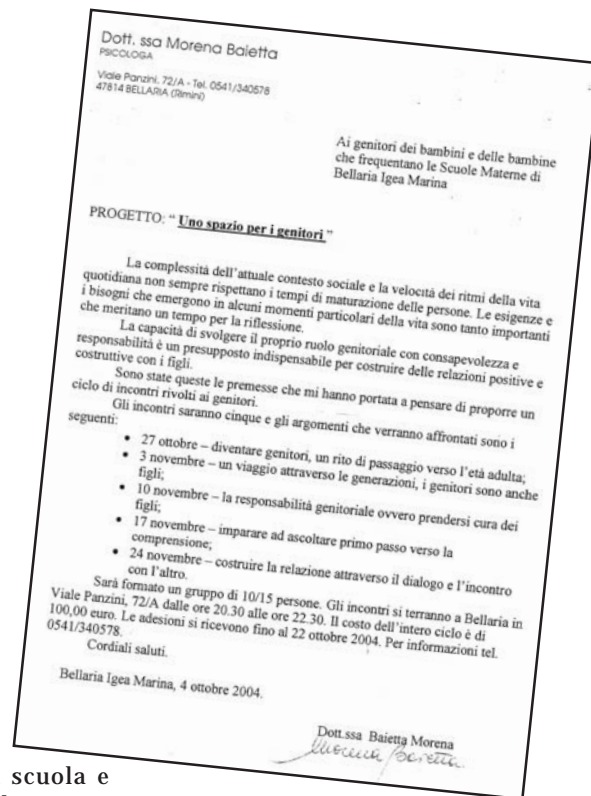 Dott. ssa Morena Baietta
PSICOLOGA
Viale Panzini, 72/A - Tel. 0541/340578
47814 BELLARIA (Rimini)
Ai genitori dei bambini e delle bambine
che frequentano le Scuole Materne di
Bellaria Igea Marina
PROGETTO: “ Uno spazio per i genitori ”
La complessità dell’attuale contesto sociale e la velocità dei ritmi della vita
quotidiana non sempre rispettano i tempi di maturazione delle persone. Le esigenze e
i bisogni che emergono in alcuni momenti particolari della vita sono tanto importanti
che meritano un tempo per la riflessione.
La capacità di svolgere il proprio ruolo genitoriale con consapevolezza e
responsabilità è un presupposto indispensabile per costruire delle relazioni positive e
costruttive con i figli.
Sono state queste le premesse che mi hanno portata a pensare di proporre un
ciclo di incontri rivolti ai genitori.
Gli incontri saranno cinque e gli argomenti che verranno affrontati sono i
seguenti:
• 27 ottobre – diventare genitori, un rito di passaggio verso l’età adulta;
• 3 novembre – un viaggio attraverso le generazioni, i genitori sono anche
figli;
• 10 novembre – la responsabilità genitoriale ovvero prendersi cura dei
figli;
• 17 novembre – imparare ad ascoltare primo passo verso la
comprensione;
• 24 novembre – costruire la relazione attraverso il dialogo e l’incontro
con l’altro.
Sarà formato un gruppo di 10/15 persone. Gli incontri si terranno a Bellaria in
Viale Panzini, 72/A dalle ore 20.30 alle ore 22.30. Il costo dell’intero ciclo è di
100,00 euro. Le adesioni si ricevono fino al 22 ottobre 2004. Per informazioni tel.
0541/340578.
Cordiali saluti.
Bellaria Igea Marina, 4 ottobre 2004.
Dott.ssa Baietta Morena
Morena Baietta
scuola e